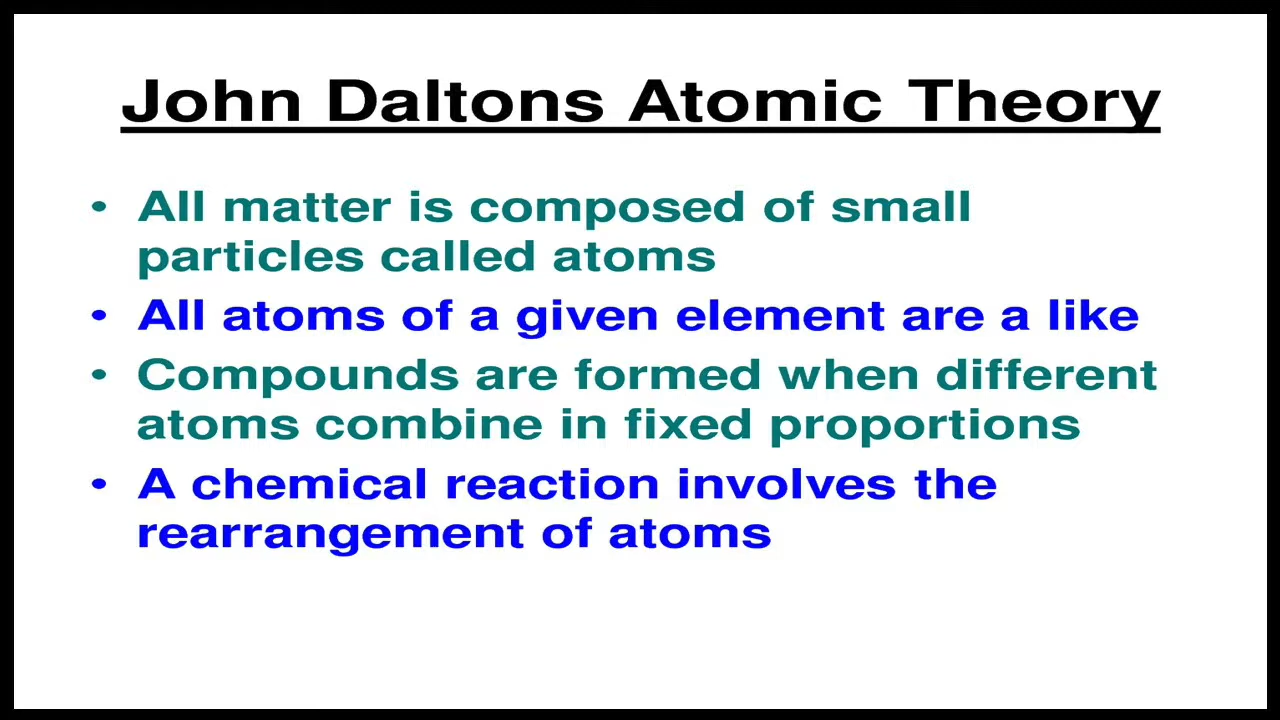 John Daltons Atomic Theory
• All matter is composed of small
particles called atoms
• All atoms of a given element are a like
• Compounds are formed when different
atoms combine in fixed proportions
• A chemical reaction involves the
rearrangement of atoms